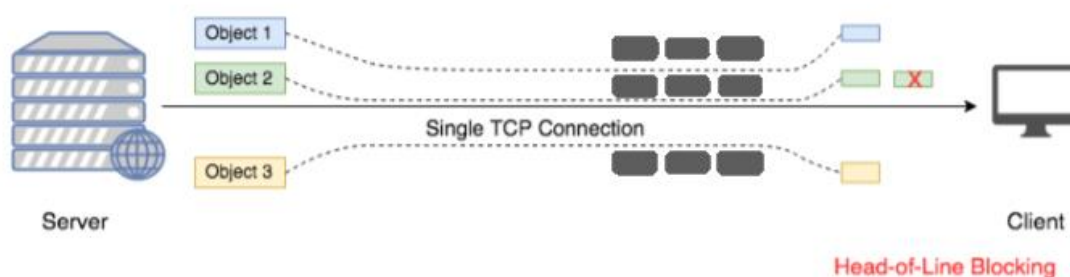 Object 1
Object 2
X
Single TCP Connection
Object 3
Server
Client
Head-of-Line Blocking